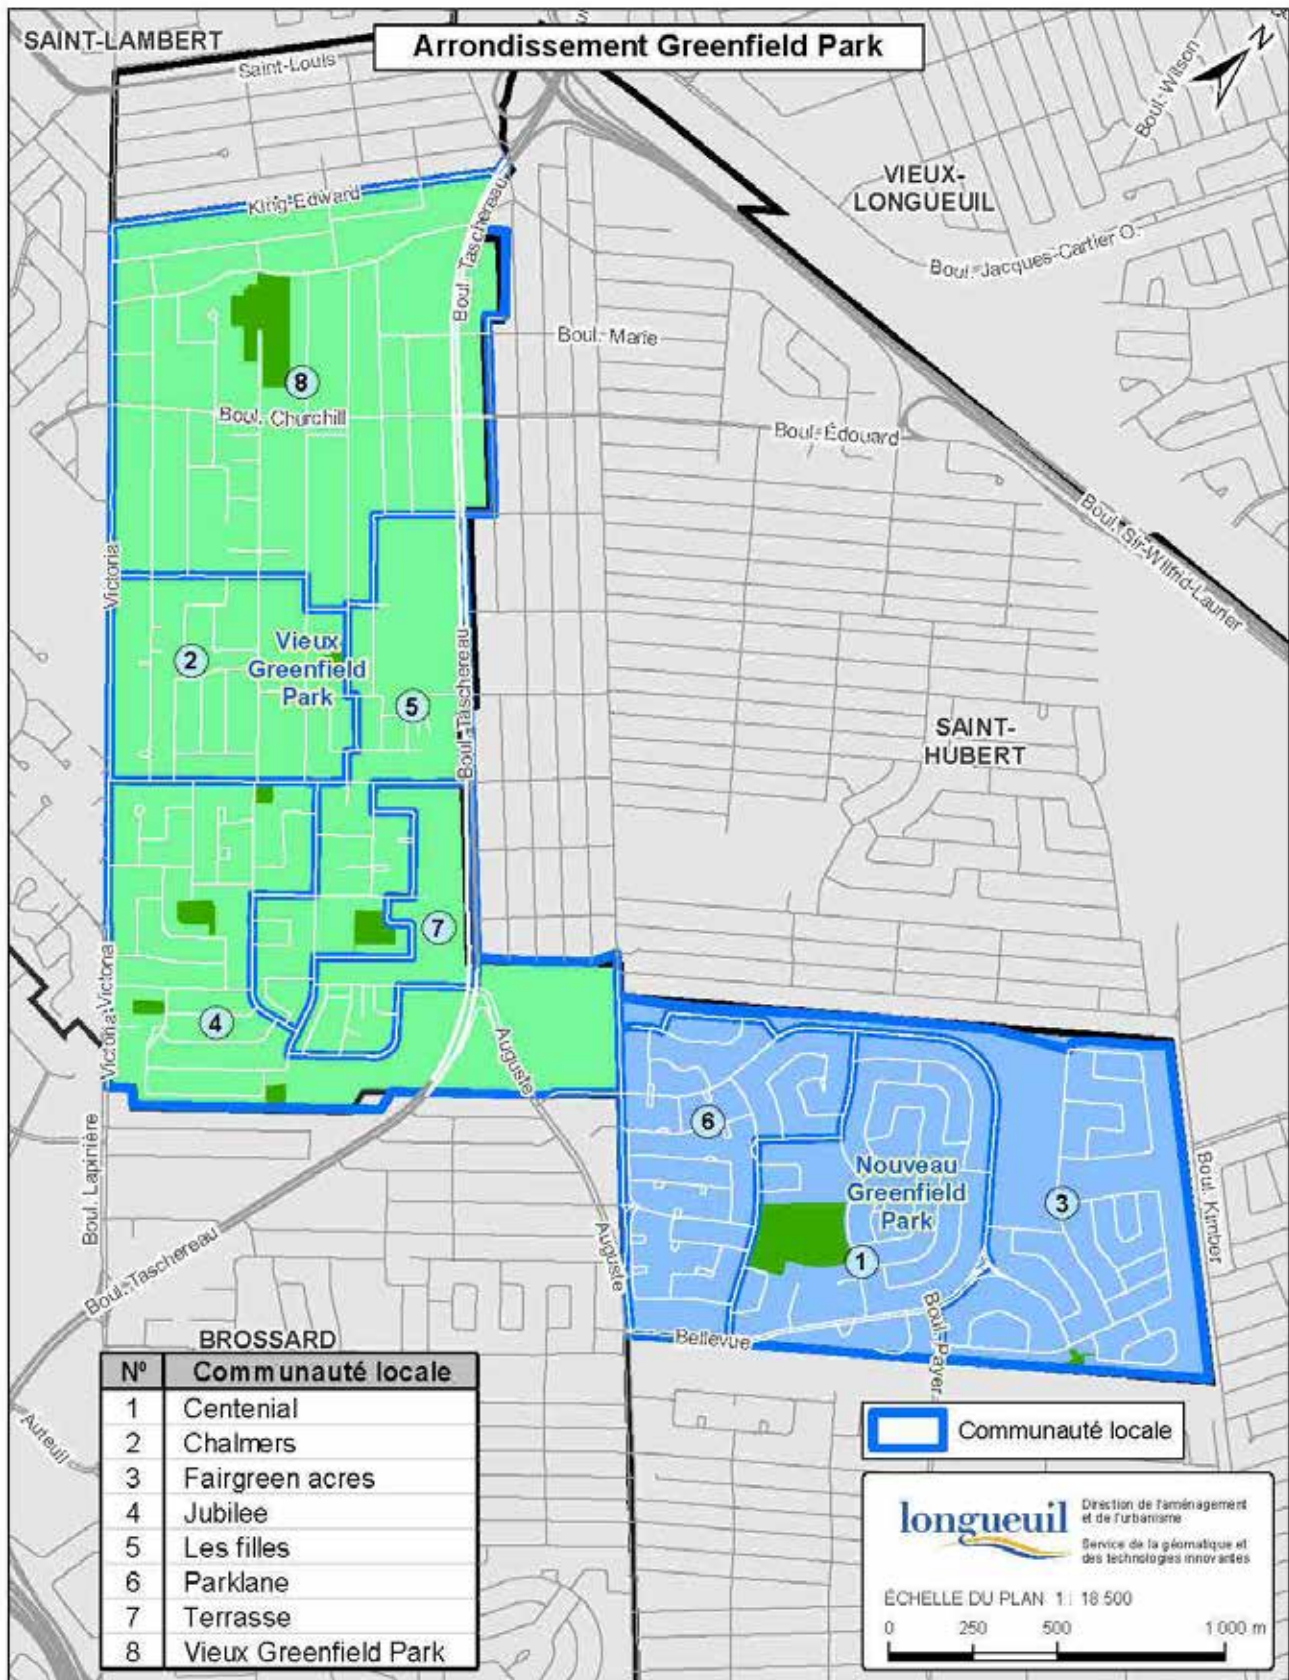 Arrondissement Greenfield Park
SAINT-LAMBERT
Saint-Louis
N
Boul. Wilson
VIEUX-
LONGUEUIL
King-Edward
Boul. Taschereau
Boul. Jacques-Cartier O.
Boul. Marie
8
Boul. Churchill
Boul. Édouard
Boul. Sir-Wilfrid-Laurier
Victoria
2
Vieux
Greenfield
Park
5
Boul. Taschereau
SAINT-
HUBERT
7
Victoria
Victoria
4
Auguste
6
Nouveau
Greenfield
Park
3
1
Boul. Kimber
Boul. Lapinière
Boul. Taschereau
Auguste
Bellevue
Boul. Payer
BROSSARD
Auteuil
Nº Communauté locale
1 Centenial
2 Chalmers
3 Fairgreen acres
4 Jubilee
5 Les filles
6 Parklane
7 Terrasse
8 Vieux Greenfield Park
Communauté locale
longueuil
Direction de l'aménagement
et de l'urbanisme
Service de la géomatique et
des technologies innovantes
ÉCHELLE DU PLAN 1: 18 500
0 250 500 1 000 m